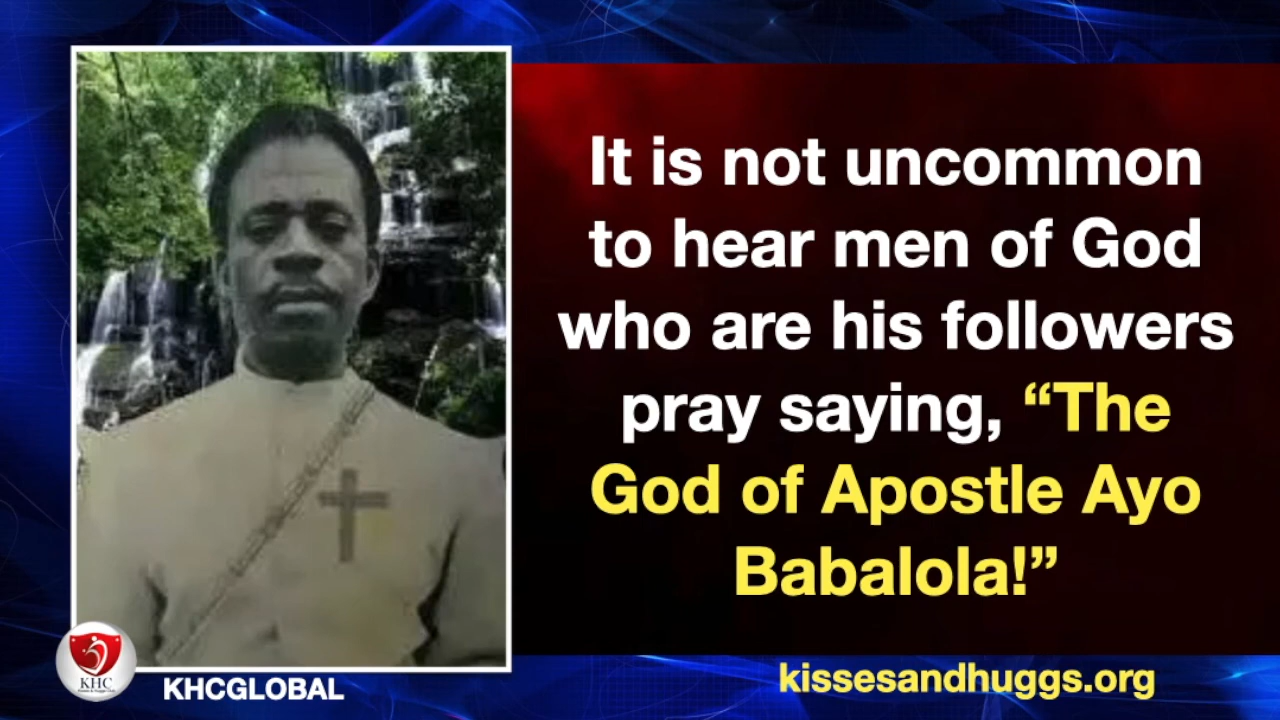 It is not uncommon
to hear men of God
who are his followers
pray saying, “The
God of Apostle Ayo
Babalola!”
KHC
KHCGLOBAL
kissesandhuggs.org